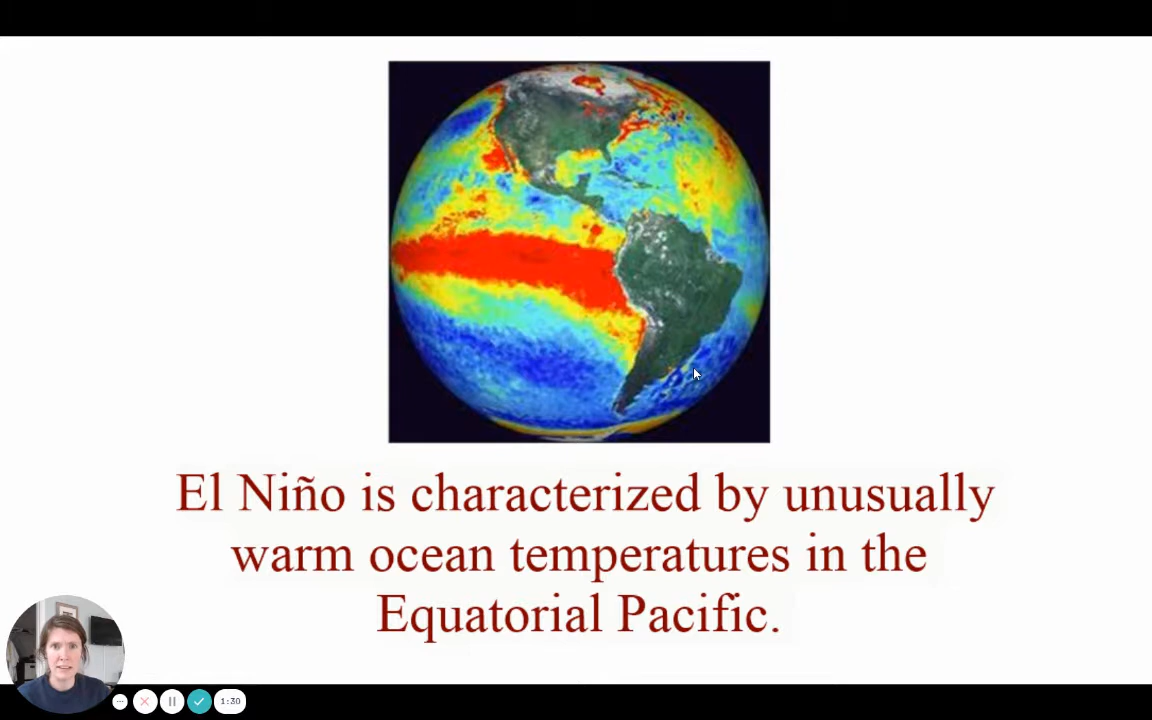 El Niño is characterized by unusually
warm ocean temperatures in the
Equatorial Pacific.
1:30